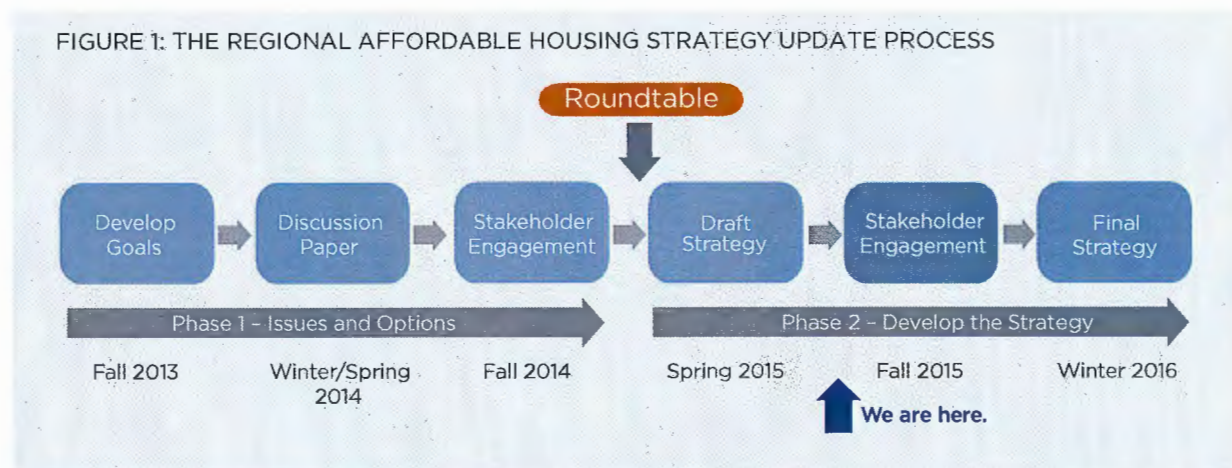 FIGURE 1: THE REGIONAL AFFORDABLE HOUSING STRATEGY UPDATE PROCESS
Roundtable
Develop
Goals
Discussion
Paper
Stakeholder
Engagement
Draft
Strategy
Stakeholder
Engagement
Final
Strategy
Phase 1 – Issues and Options
Phase 2 – Develop the Strategy
Fall 2013
Winter/Spring
2014
Fall 2014
Spring 2015
Fall 2015
Winter 2016
We are here.